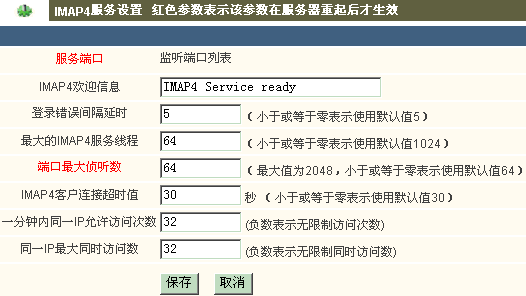 IMAP4服务设置 红色参数表示该参数在服务器重起后才生效
服务端口 监听端口列表
IMAP4欢迎信息 IMAP4 Service ready
登录错误间隔延时 5 (小于或等于零表示使用默认值5)
最大的IMAP4服务线程 64 (小于或等于零表示使用默认值1024)
端口最大侦听数 64 (最大值为2048，小于或等于零表示使用默认值64)
IMAP4客户连接超时值 30 秒 (小于或等于零表示使用默认值30)
一分钟内同一IP允许访问次数 32 (负数表示无限制访问次数)
同一IP最大同时访问数 32 (负数表示无限制同时访问数)
保存 取消